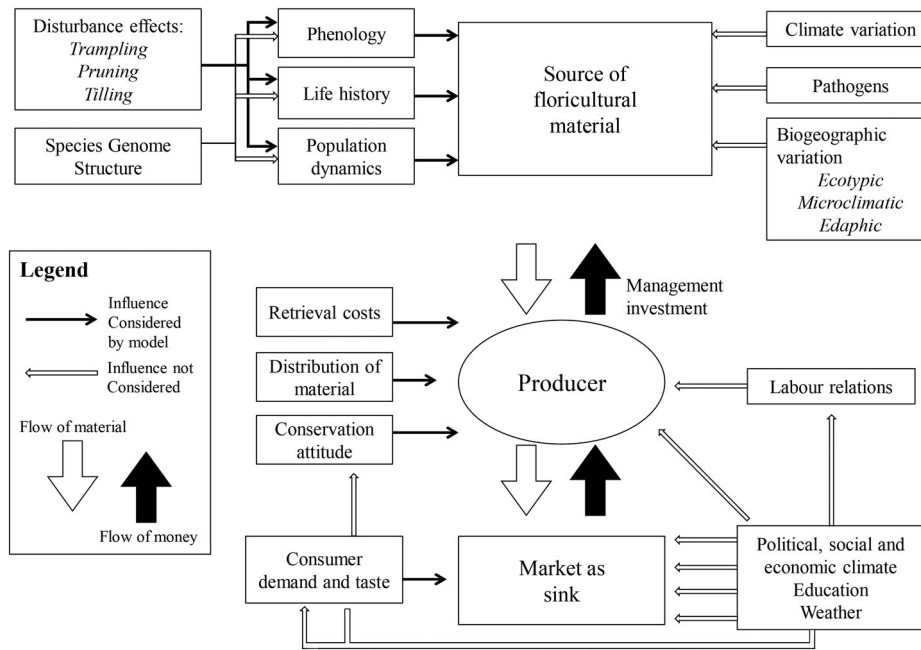 Disturbance effects:
Trampling
Pruning
Tilling
Species Genome
Structure
Phenology
Life history
Population
dynamics
Source of
floricultural
material
Climate variation
Pathogens
Biogeographic
variation
Ecotypic
Microclimatic
Edaphic
Legend
Influence
Considered
by model
Influence not
Considered
Flow of material
Flow of money
Management
investment
Retrieval costs
Distribution of
material
Conservation
attitude
Producer
Labour relations
Consumer
demand and taste
Market as
sink
Political, social and
economic climate
Education
Weather